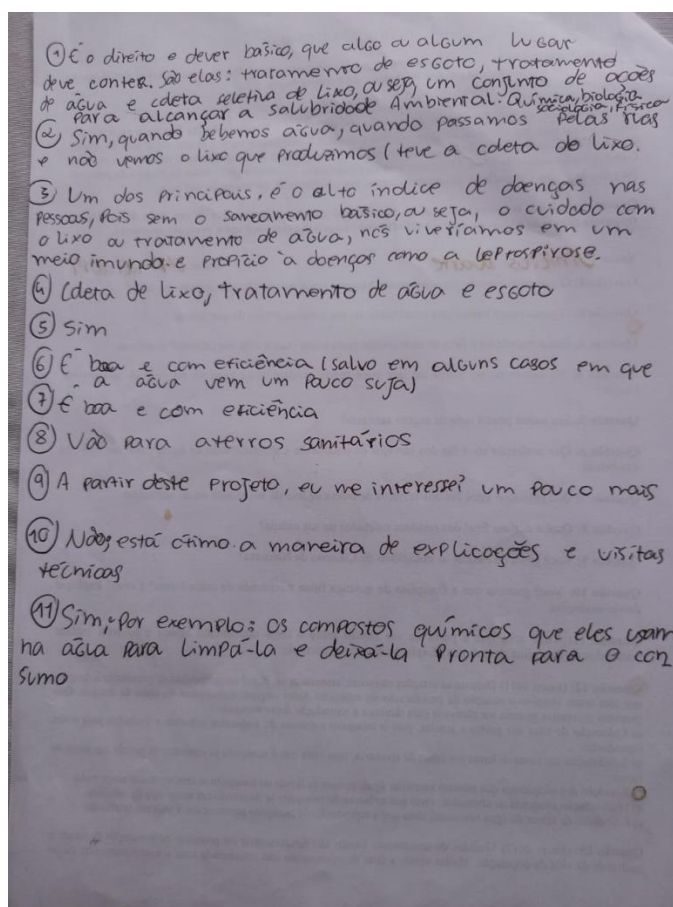 ① É o direito e dever básico, que algo ou algum lugar
deve conter. São elas: tratamento de esgoto, tratamento
de água e coleta seletiva de lixo, ou seja, um conjunto de ações
para alcançar a salubridade Ambiental: Química, biologia
sociologia, física
② Sim, quando bebemos água, quando passamos pelas ruas
e não vemos o lixo que produzimos (teve a coleta do lixo.
③ Um dos principais, é o alto índice de doenças nas
pessoas, pois sem o saneamento básico, ou seja, o cuidado com
o lixo ou tratamento de água, nós viveríamos em um
meio imundo e propício à doenças como a leptospirose.
④ Coleta de lixo, tratamento de água e esgoto
⑤ Sim
⑥ É boa e com eficiência (salvo em alguns casos em que
a água vem um pouco suja)
⑦ É boa e com eficiência
⑧ Vão para aterros sanitários
⑨ A partir deste projeto, eu me interessei um pouco mais
⑩ Não, está ótimo a maneira de explicações e visitas
técnicas
⑪ Sim, por exemplo: os compostos químicos que eles usam
na água para limpá-la e deixá-la pronta para o con
sumo